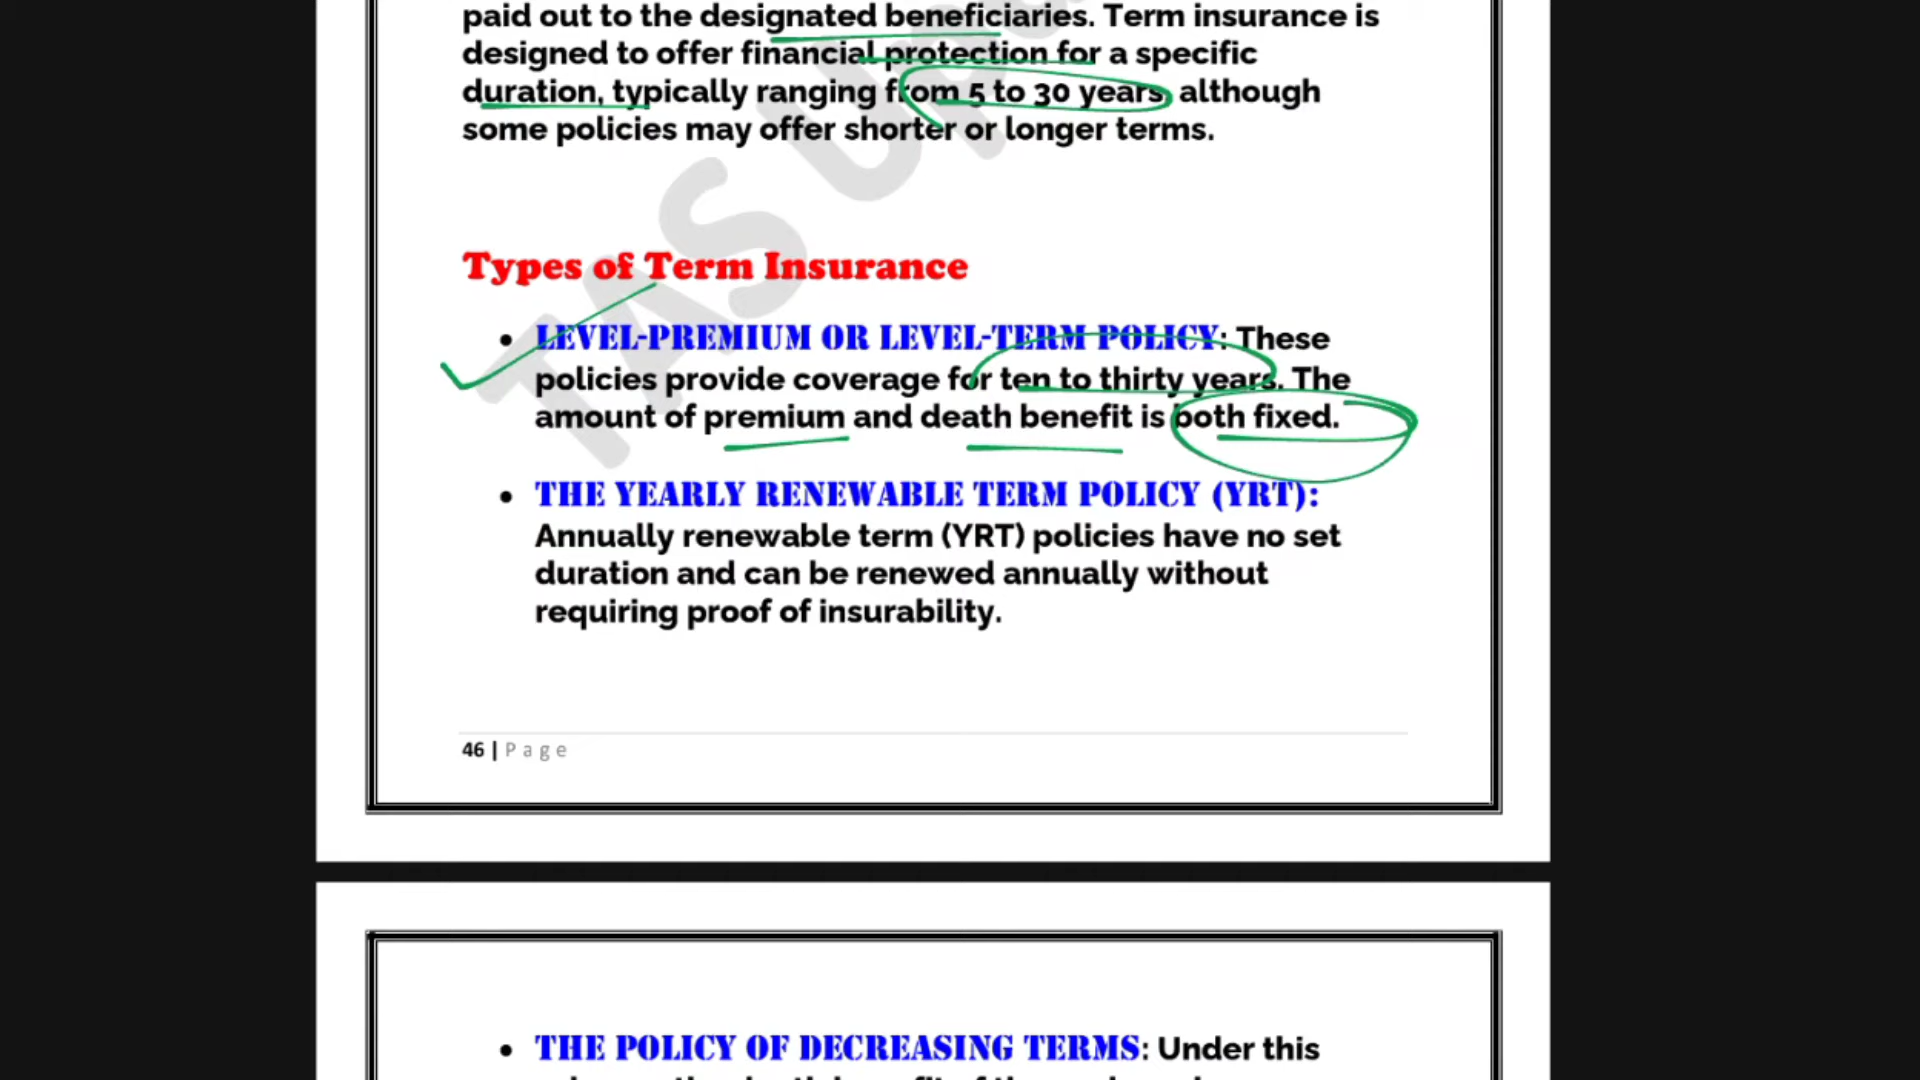 paid out to the designated beneficiaries. Term insurance is
designed to offer financial protection for a specific
duration, typically ranging from 5 to 30 years, although
some policies may offer shorter or longer terms.
Types of Term Insurance
• LEVEL-PREMIUM OR LEVEL-TERM POLICY: These
policies provide coverage for ten to thirty years. The
amount of premium and death benefit is both fixed.
• THE YEARLY RENEWABLE TERM POLICY (YRT):
Annually renewable term (YRT) policies have no set
duration and can be renewed annually without
requiring proof of insurability.
46 | Page
• THE POLICY OF DECREASING TERMS: Under this
TAS